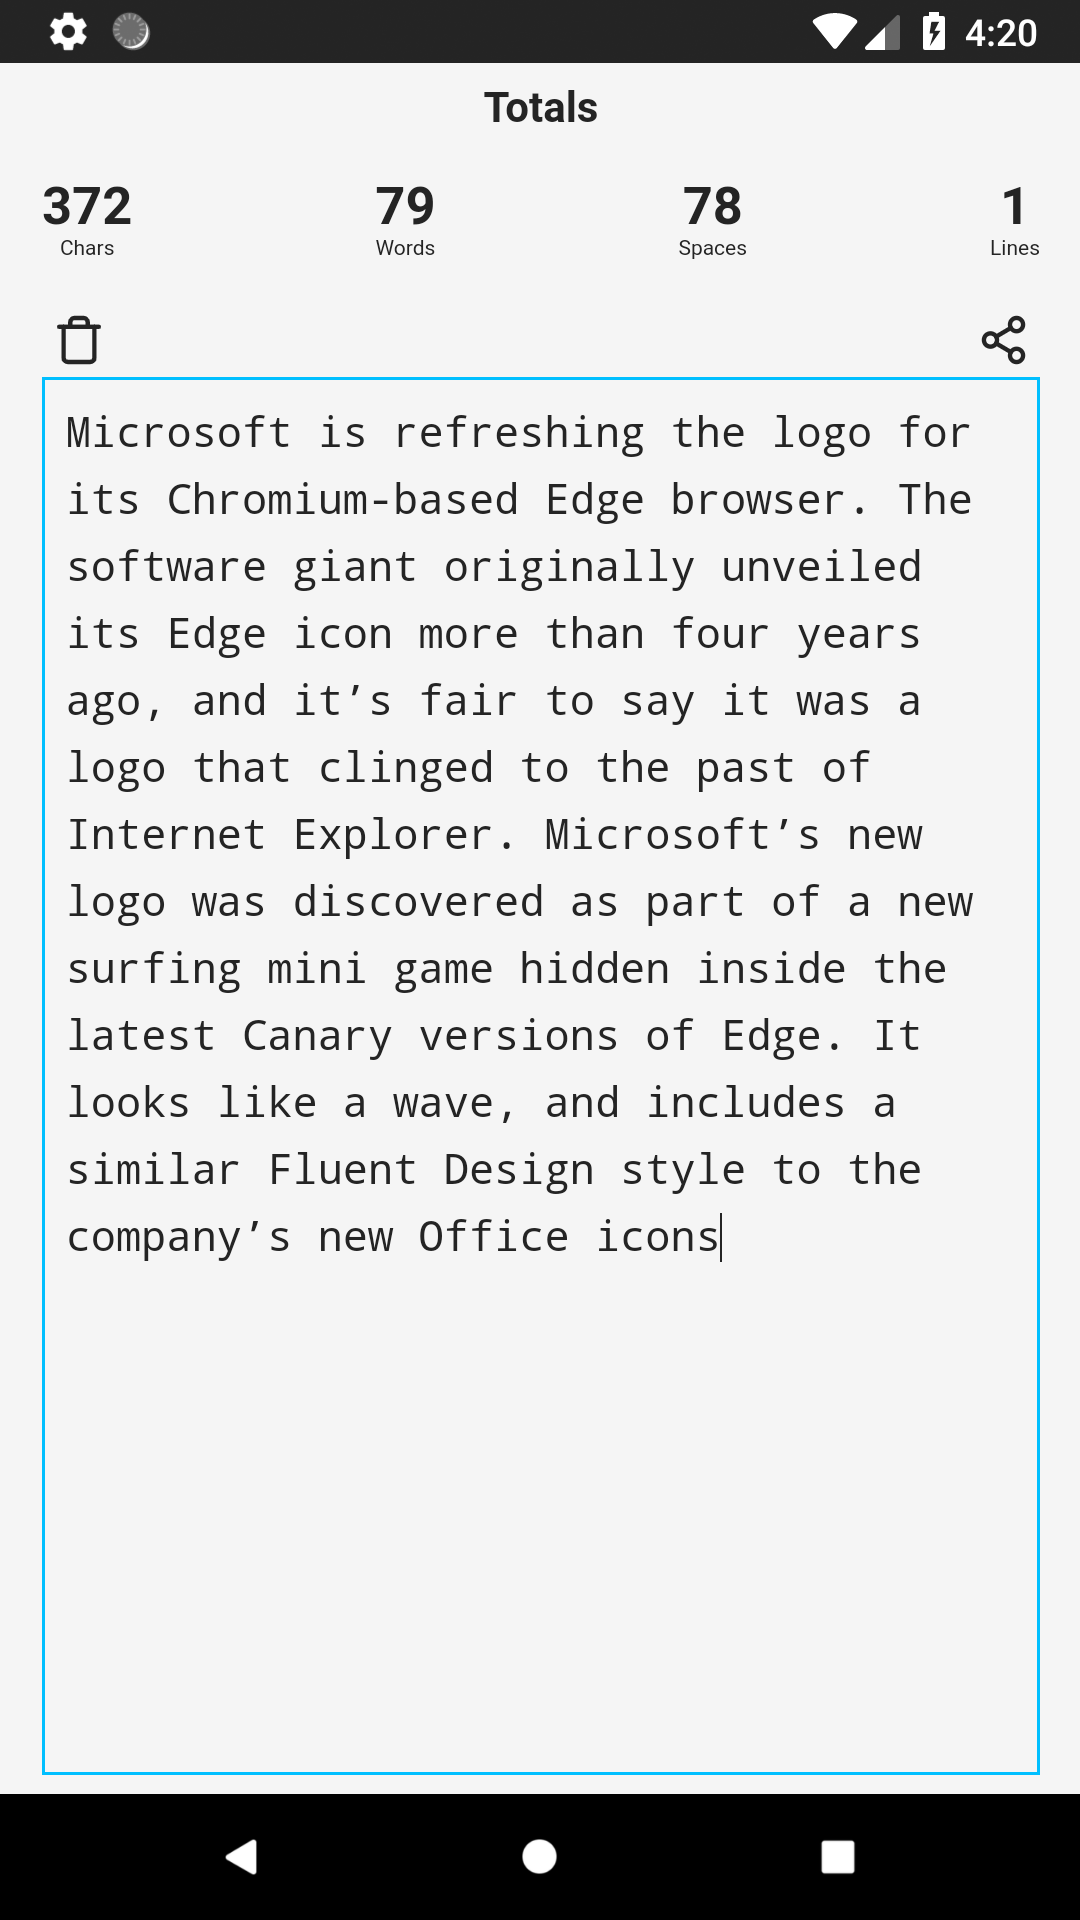 4:20
Totals
372 79 78 1
Chars Words Spaces Lines
Microsoft is refreshing the logo for
its Chromium-based Edge browser. The
software giant originally unveiled
its Edge icon more than four years
ago, and it’s fair to say it was a
logo that clinged to the past of
Internet Explorer. Microsoft’s new
logo was discovered as part of a new
surfing mini game hidden inside the
latest Canary versions of Edge. It
looks like a wave, and includes a
similar Fluent Design style to the
company’s new Office icons